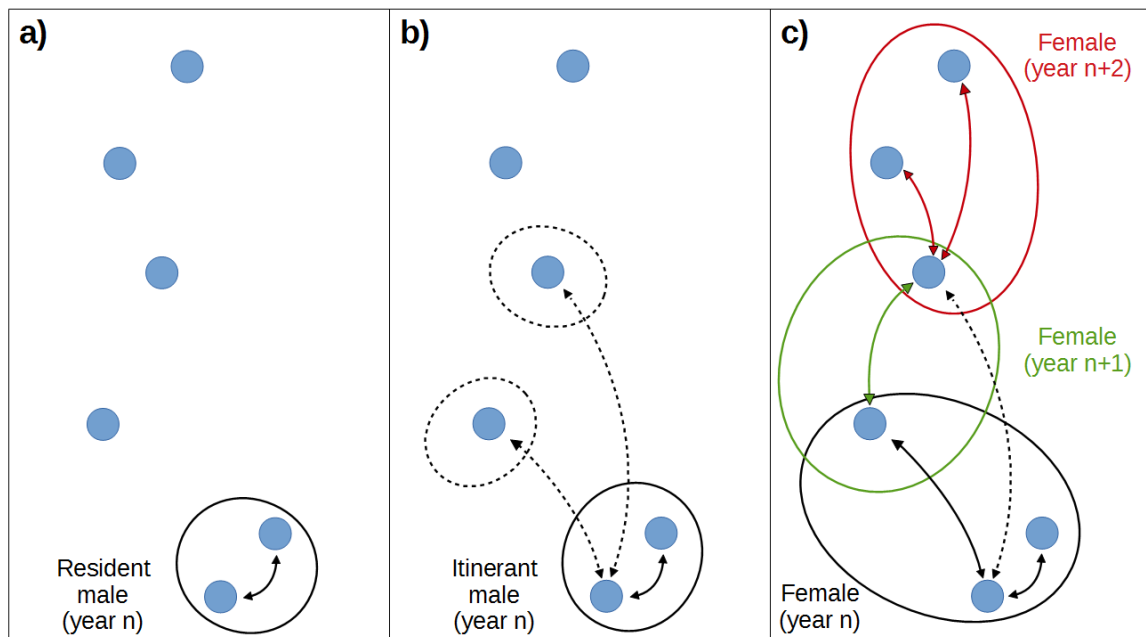 a)
Resident
male
(year n)
b)
Itinerant
male
(year n)
c)
Female
(year n+2)
Female
(year n+1)
Female
(year n)